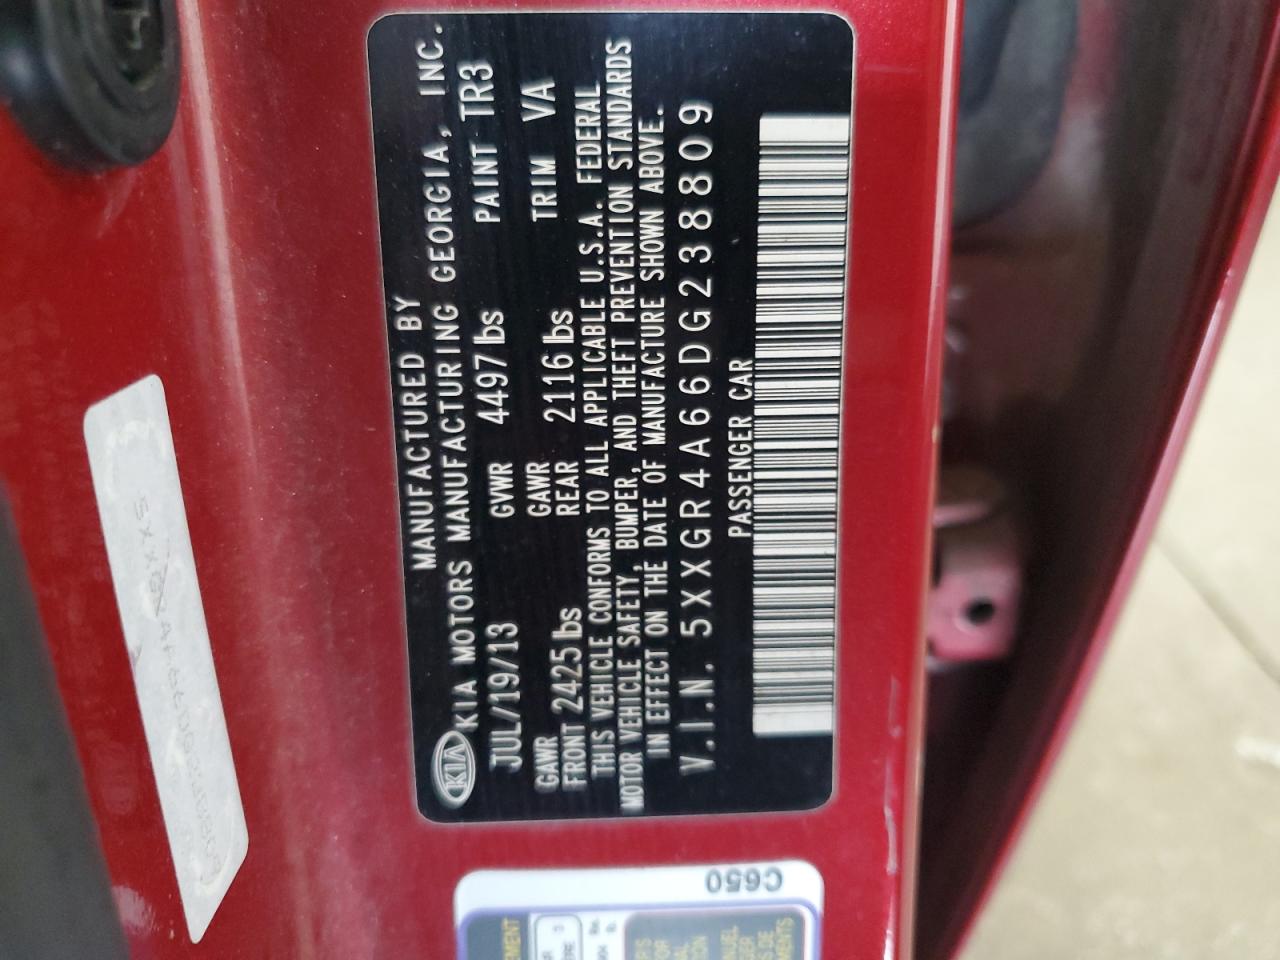 MANUFACTURED BY
KIA KIA MOTORS MANUFACTURING GEORGIA, INC.
JUL/19/13 GVWR 4497 lbs PAINT TR3
GAWR FRONT 2425 lbs GAWR REAR 2116 lbs TRIM VA
THIS VEHICLE CONFORMS TO ALL APPLICABLE U.S.A. FEDERAL
MOTOR VEHICLE SAFETY, BUMPER, AND THEFT PREVENTION STANDARDS
IN EFFECT ON THE DATE OF MANUFACTURE SHOWN ABOVE.
V.I.N. 5XXGR4A66DG238809
PASSENGER CAR
C650